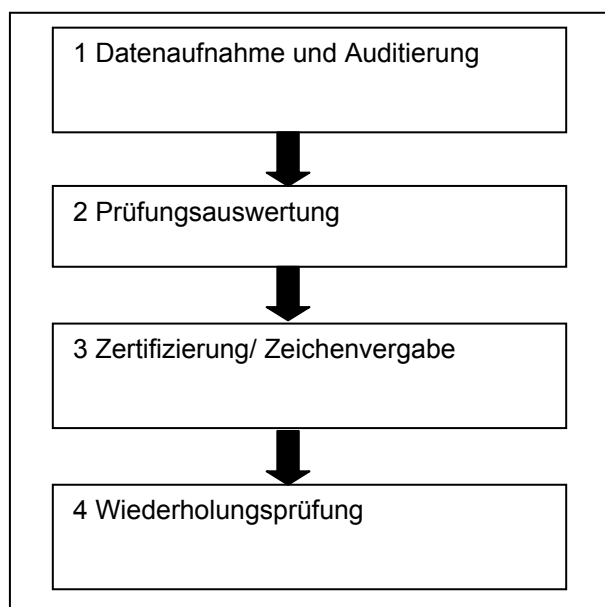 1 Datenaufnahme und Auditierung
2 Prüfungsauswertung
3 Zertifizierung/ Zeichenvergabe
4 Wiederholungsprüfung